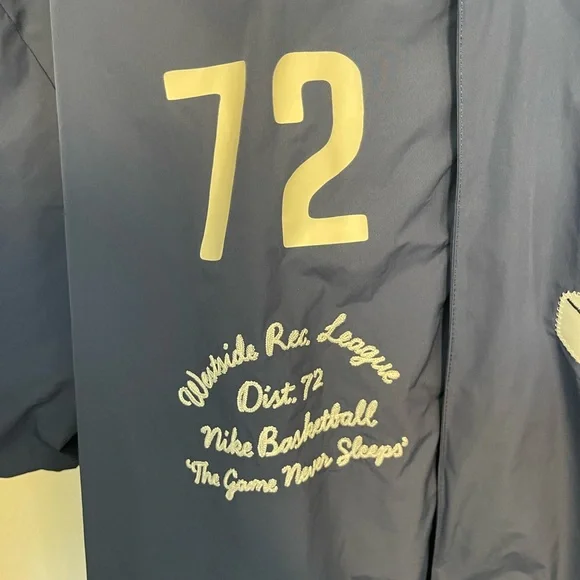 72
Westside Rec. League
Dist. 72
Nike Basketball
'The Game Never Sleeps'